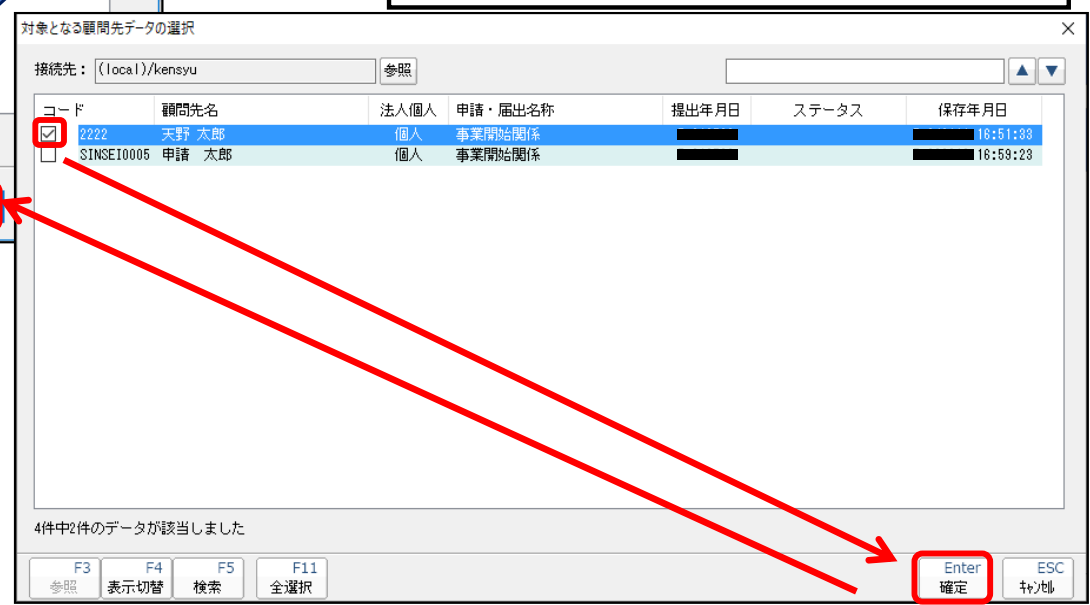 対象となる顧問先データの選択
接続先： (local)/kensyu 参照
コード 顧問先名 法人個人 申請・届出名称 提出年月日 ステータス 保存年月日
2222 天野 太郎 個人 事業開始関係 16:51:33
SINSEI0005 申請 太郎 個人 事業開始関係 16:59:23
4件中2件のデータが該当しました
F3 F4 F5 F11 Enter ESC
参照 表示切替 検索 全選択 確定 ｷｬﾝｾﾙ